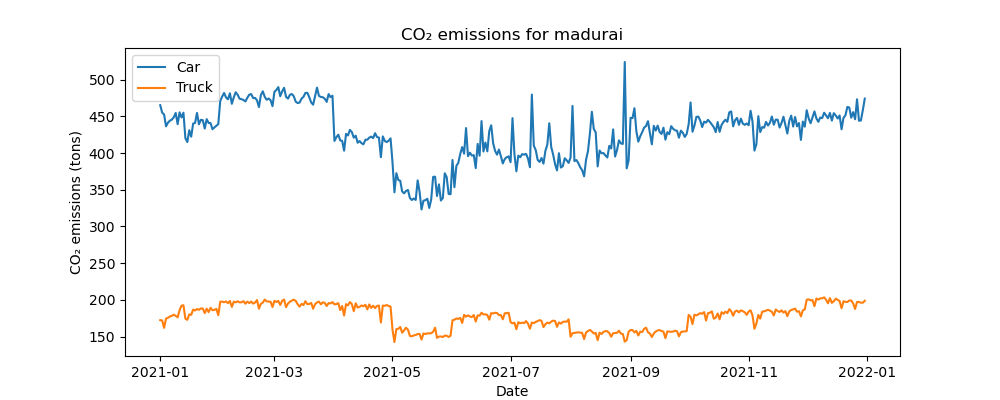 CO₂ emissions for madurai
Car
Truck
CO₂ emissions (tons)
500
450
400
350
300
250
200
150
2021-01 2021-03 2021-05 2021-07 2021-09 2021-11 2022-01
Date